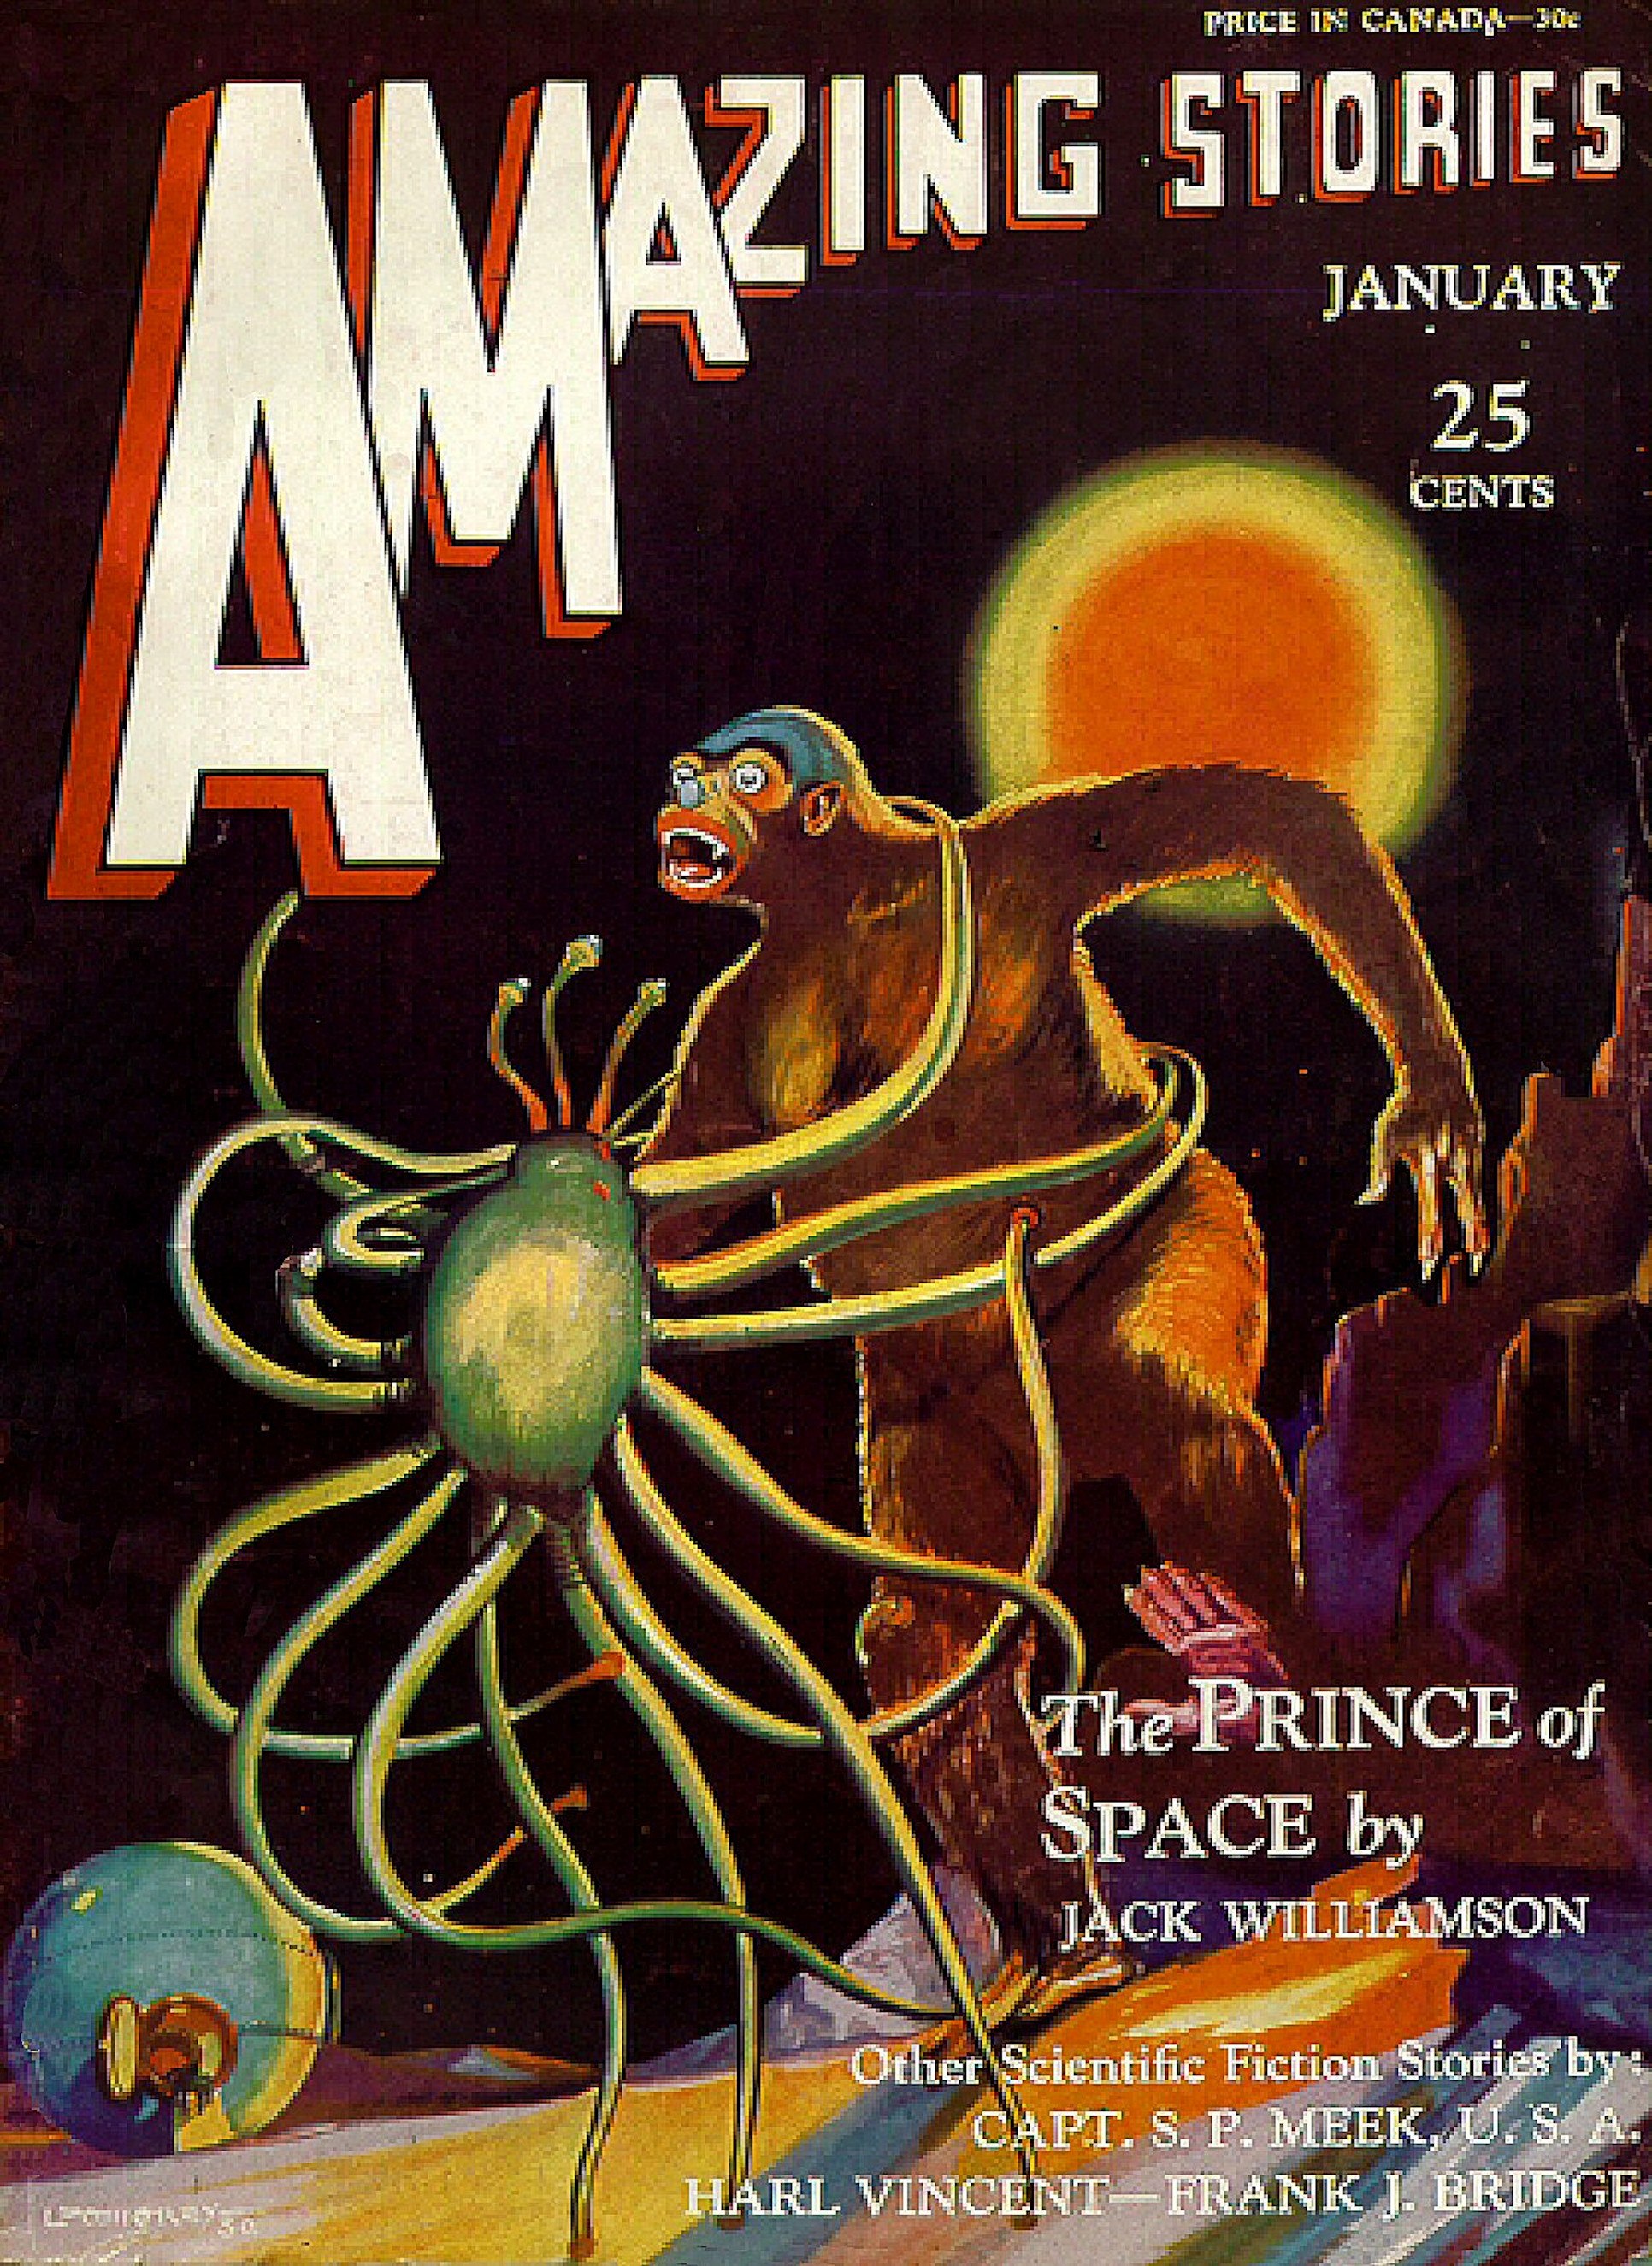 PRICE IN CANADA—30c
AMAZING STORIES
JANUARY
25
CENTS
The PRINCE of
SPACE by
JACK WILLIAMSON
Other Scientific Fiction Stories by:
CAPT. S. P. MEEK, U. S. A.
HARL VINCENT—FRANK J. BRIDGE